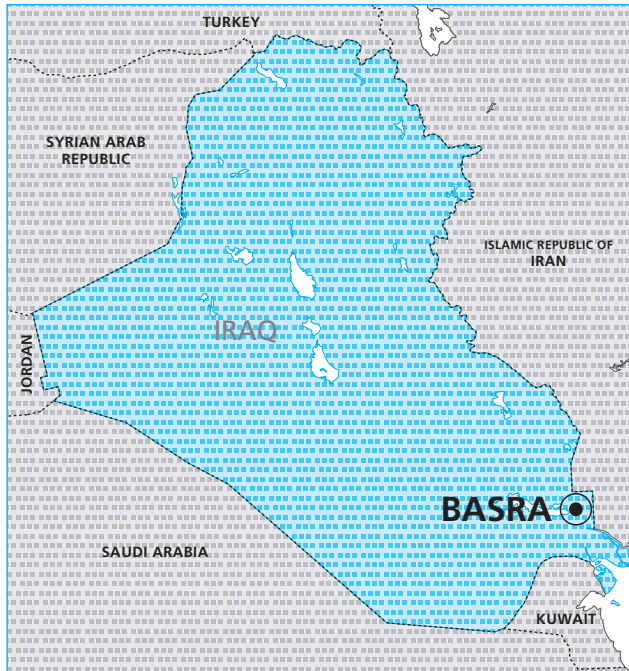 TURKEY
SYRIAN ARAB
REPUBLIC
ISLAMIC REPUBLIC OF
IRAN
IRAQ
JORDAN
BASRA
SAUDI ARABIA
KUWAIT